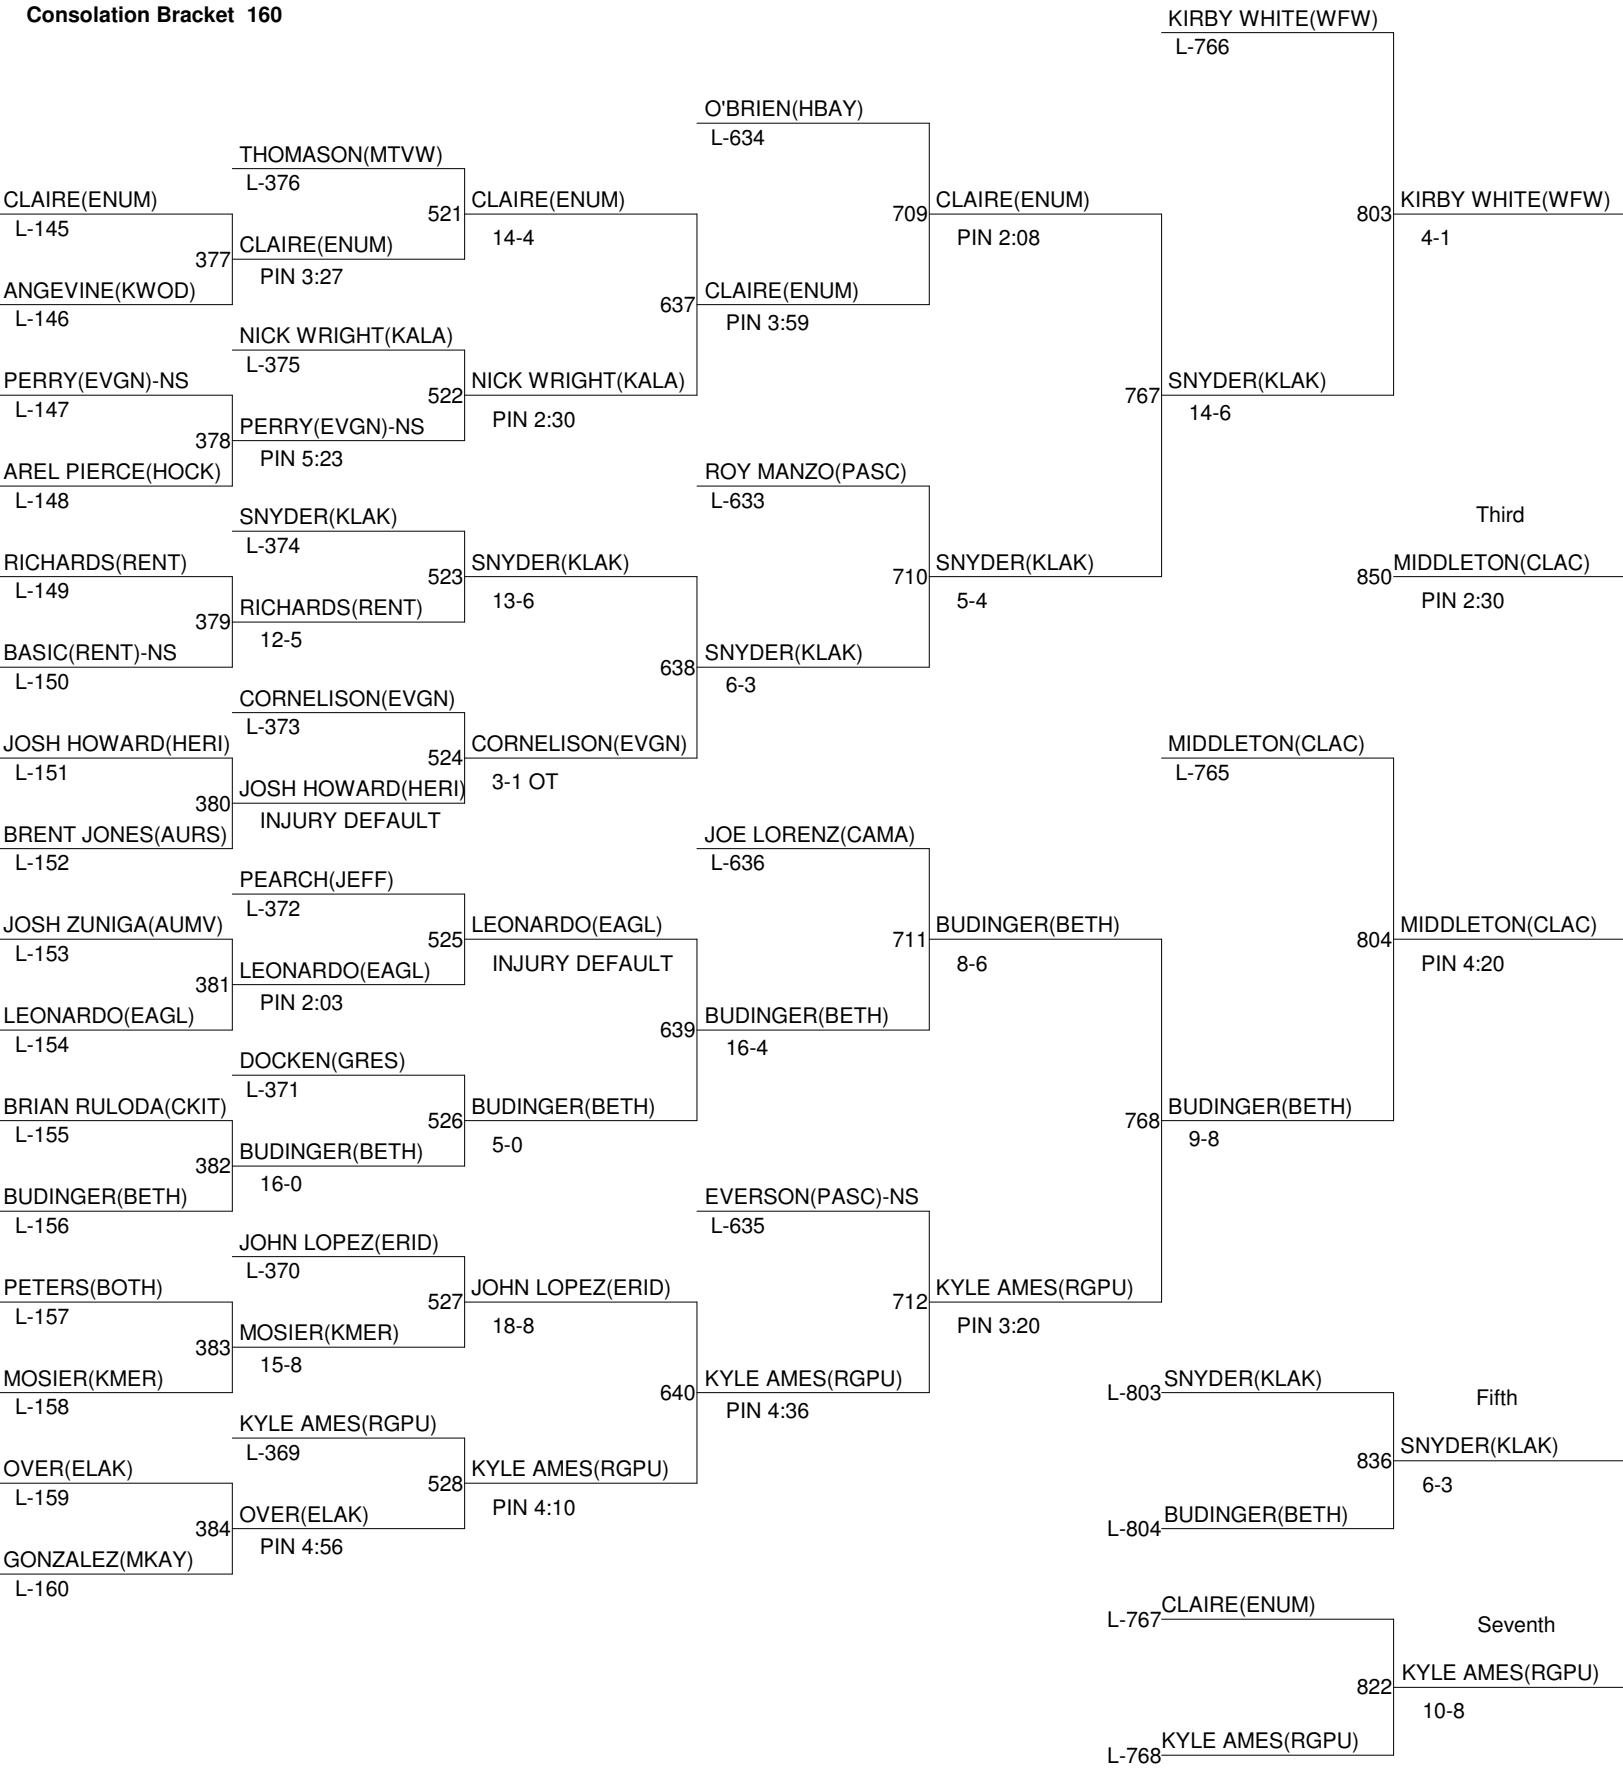 Consolation Bracket 160
CLAIRE(ENUM)
L-145
ANGEVINE(KWOD)
L-146
PERRY(EVGN)-NS
L-147
AREL PIERCE(HOCK)
L-148
RICHARDS(RENT)
L-149
BASIC(RENT)-NS
L-150
JOSH HOWARD(HERI)
L-151
BRENT JONES(AURS)
L-152
JOSH ZUNIGA(AUMV)
L-153
LEONARDO(EAGL)
L-154
BRIAN RULODA(CKIT)
L-155
BUDINGER(BETH)
L-156
PETERS(BOTH)
L-157
MOSIER(KMER)
L-158
OVER(ELAK)
L-159
GONZALEZ(MKAY)
L-160
THOMASON(MTVW)
L-376
377
CLAIRE(ENUM)
PIN 3:27
NICK WRIGHT(KALA)
L-375
378
PERRY(EVGN)-NS
PIN 5:23
SNYDER(KLAK)
L-374
379
RICHARDS(RENT)
12-5
CORNELISON(EVGN)
L-373
380
JOSH HOWARD(HERI)
INJURY DEFAULT
PEARCH(JEFF)
L-372
381
LEONARDO(EAGL)
PIN 2:03
DOCKEN(GRES)
L-371
382
BUDINGER(BETH)
16-0
JOHN LOPEZ(ERID)
L-370
383
MOSIER(KMER)
15-8
KYLE AMES(RGPU)
L-369
384
OVER(ELAK)
PIN 4:56
521
CLAIRE(ENUM)
14-4
522
NICK WRIGHT(KALA)
PIN 2:30
523
SNYDER(KLAK)
13-6
524
CORNELISON(EVGN)
3-1 OT
525
LEONARDO(EAGL)
INJURY DEFAULT
526
BUDINGER(BETH)
5-0
527
JOHN LOPEZ(ERID)
18-8
528
KYLE AMES(RGPU)
PIN 4:10
O'BRIEN(HBAY)
L-634
637
CLAIRE(ENUM)
PIN 3:59
ROY MANZO(PASC)
L-633
638
SNYDER(KLAK)
6-3
JOE LORENZ(CAMA)
L-636
639
BUDINGER(BETH)
16-4
EVERSON(PASC)-NS
L-635
640
KYLE AMES(RGPU)
PIN 4:36
709
CLAIRE(ENUM)
PIN 2:08
710
SNYDER(KLAK)
5-4
711
BUDINGER(BETH)
8-6
712
KYLE AMES(RGPU)
PIN 3:20
KIRBY WHITE(WFW)
L-766
767
SNYDER(KLAK)
14-6
MIDDLETON(CLAC)
L-765
768
BUDINGER(BETH)
9-8
803
KIRBY WHITE(WFW)
4-1
Third
850
MIDDLETON(CLAC)
PIN 2:30
804
MIDDLETON(CLAC)
PIN 4:20
L-803
SNYDER(KLAK)
L-804
BUDINGER(BETH)
Fifth
836
SNYDER(KLAK)
6-3
L-767
CLAIRE(ENUM)
L-768
KYLE AMES(RGPU)
Seventh
822
KYLE AMES(RGPU)
10-8